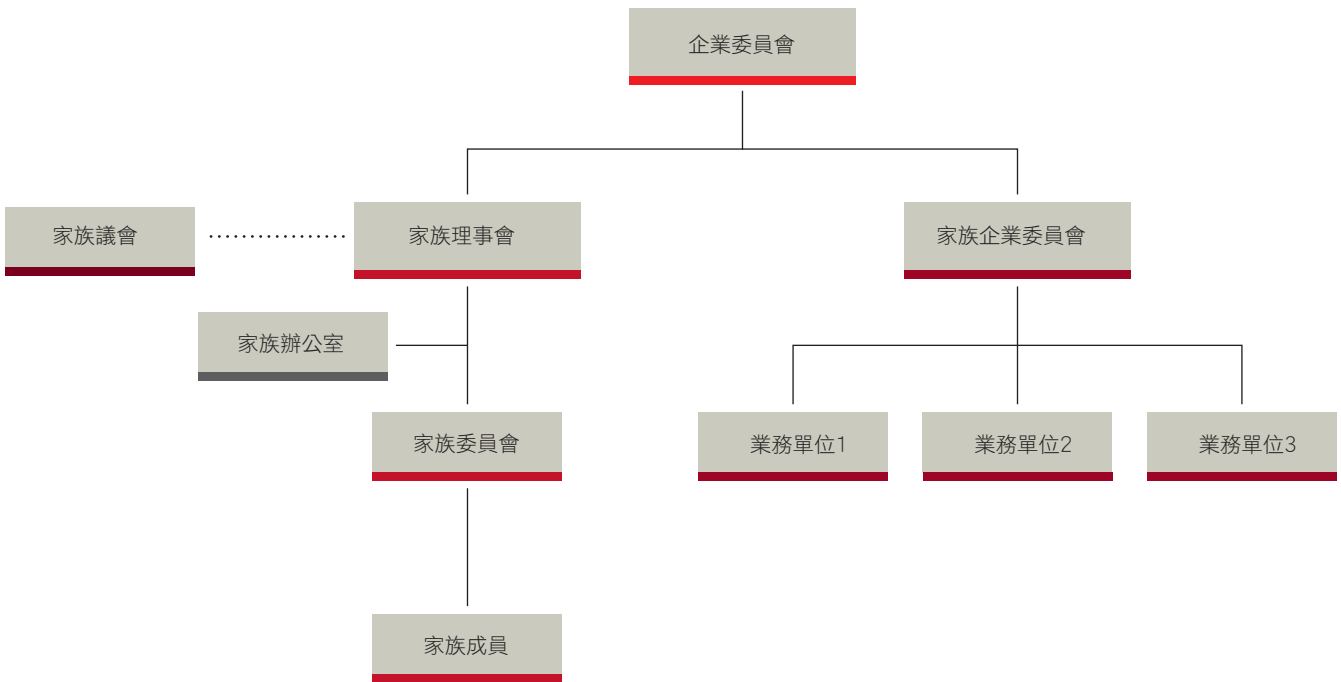 企業委員會
家族議會
家族理事會
家族企業委員會
家族辦公室
家族委員會
業務單位1
業務單位2
業務單位3
家族成員